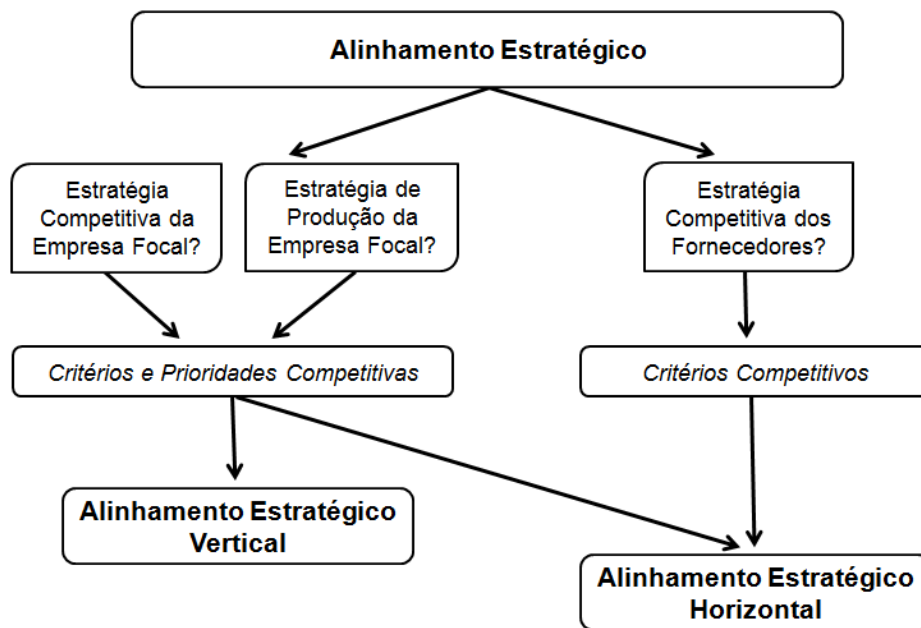 Alinhamento Estratégico
Estratégia
Competitiva da
Empresa Focal?
Estratégia de
Produção da
Empresa Focal?
Estratégia
Competitiva dos
Fornecedores?
Critérios e Prioridades Competitivas
Critérios Competitivos
Alinhamento Estratégico
Vertical
Alinhamento Estratégico
Horizontal